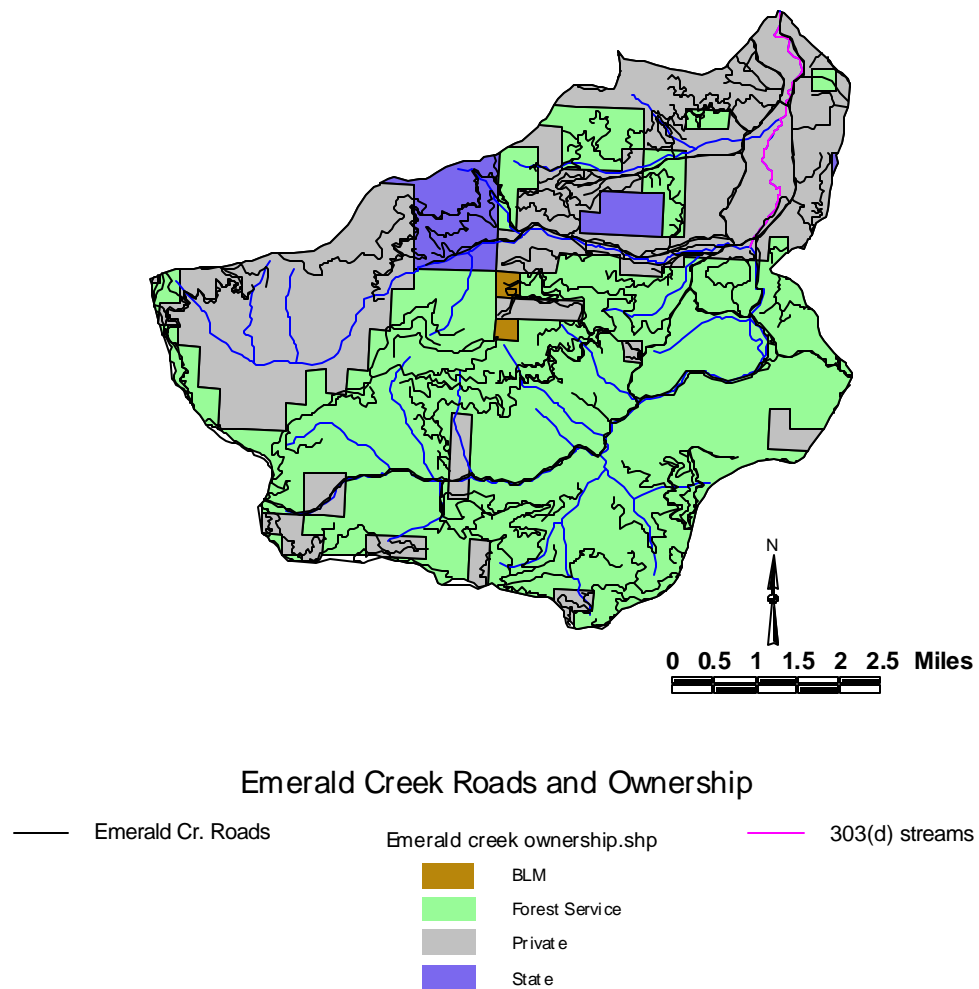 N
0 0.5 1 1.5 2 2.5 Miles
Emerald Creek Roads and Ownership
Emerald Cr. Roads
Emerald creek ownership.shp
303(d) streams
BLM
Forest Service
Private
State